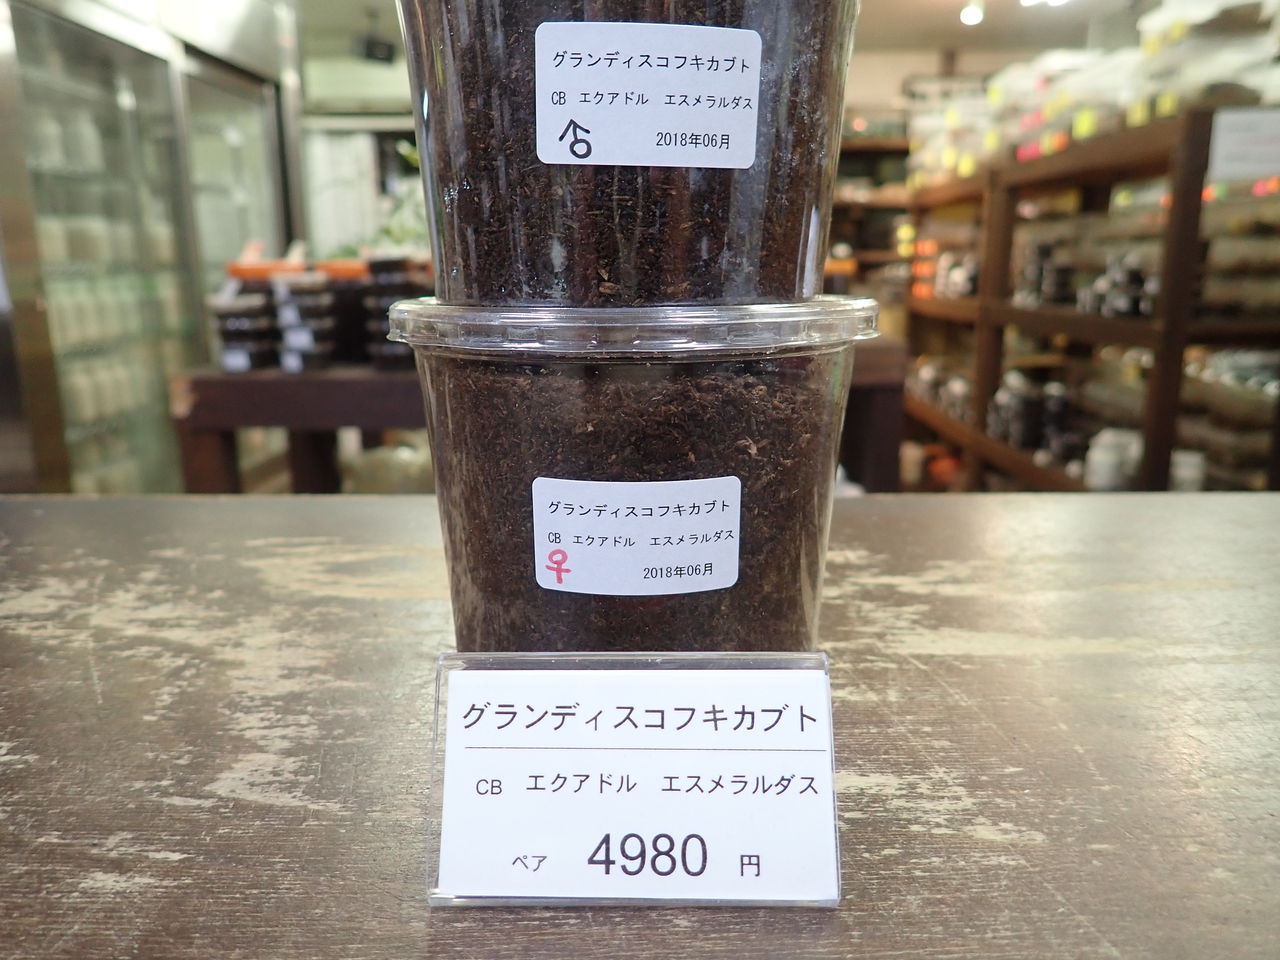 グランディスコフキカブト
CB エクアドル エスメラルダス
♂ 2018年06月
グランディスコフキカブト
CB エクアドル エスメラルダス
♀ 2018年06月
グランディスコフキカブト
CB エクアドル エスメラルダス
ペア 4980 円